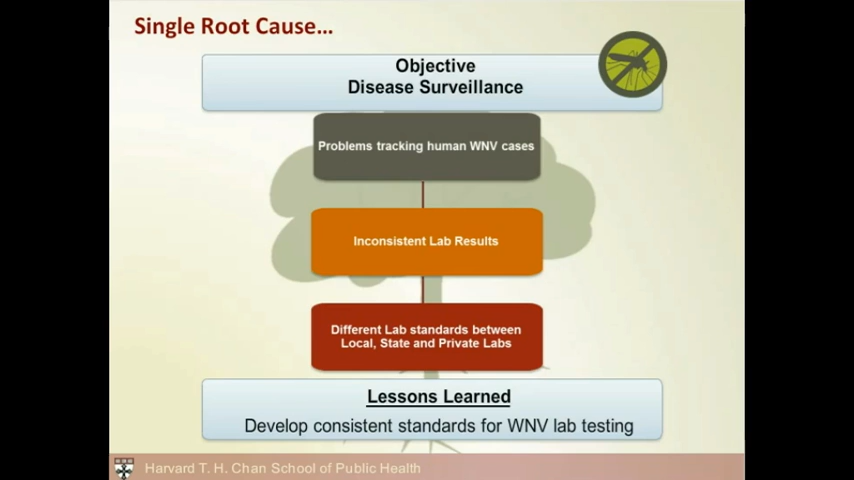 Single Root Cause...
Objective
Disease Surveillance
Problems tracking human WNV cases
Inconsistent Lab Results
Different Lab standards between
Local, State and Private Labs
Lessons Learned
Develop consistent standards for WNV lab testing
Harvard T. H. Chan School of Public Health